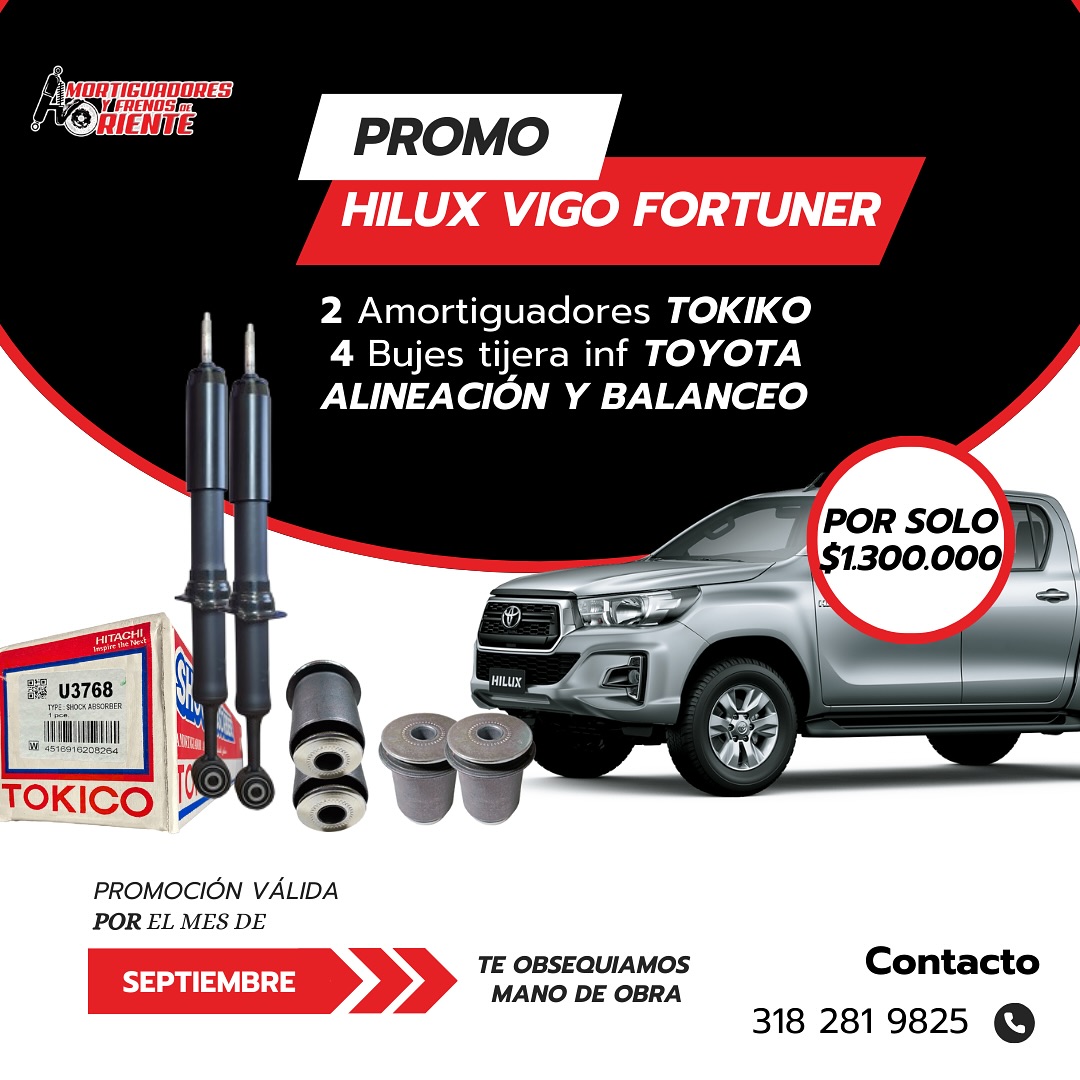 AMORTIGUADORES
Y FRENOS DE
ORIENTE
PROMO
HILUX VIGO FORTUNER
2 Amortiguadores TOKIKO
4 Bujes tijera inf TOYOTA
ALINEACIÓN Y BALANCEO
POR SOLO
$1.300.000
HITACHI
Inspire the Next
U3768
TYPE : SHOCK ABSORBER
1 pce
W 4516916208264
TOKICO
HILUX
PROMOCIÓN VÁLIDA
POR EL MES DE
SEPTIEMBRE
TE OBSEQUIAMOS
MANO DE OBRA
Contacto
318 281 9825